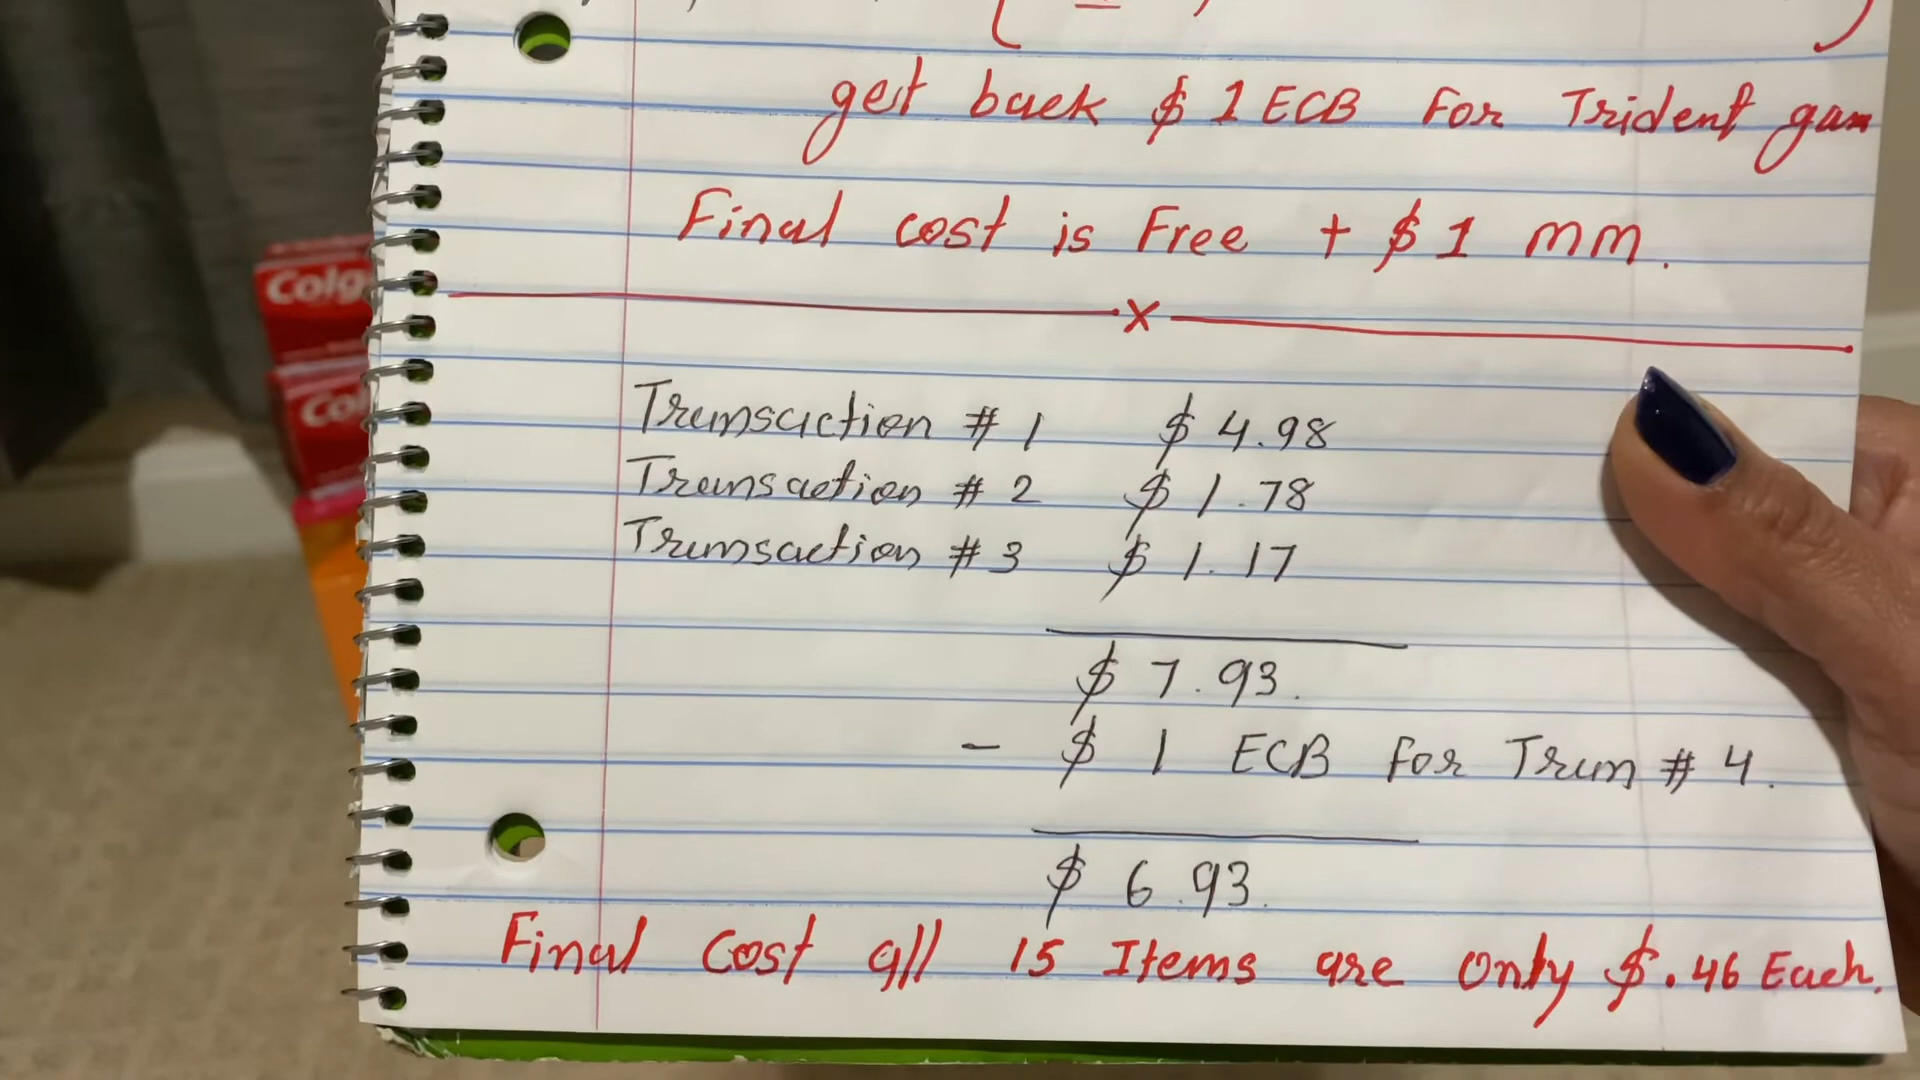 get back $ 1 ECB For Trident gum
Final cost is Free + $ 1 mm.
x
Transaction # 1 $ 4.98
Transaction # 2 $ 1.78
Transaction # 3 $ 1.17
$ 7.93.
- $ 1 ECB For Tran # 4.
$ 6.93.
Final Cost all 15 Items are Only $.46 Each.
Colg
Col